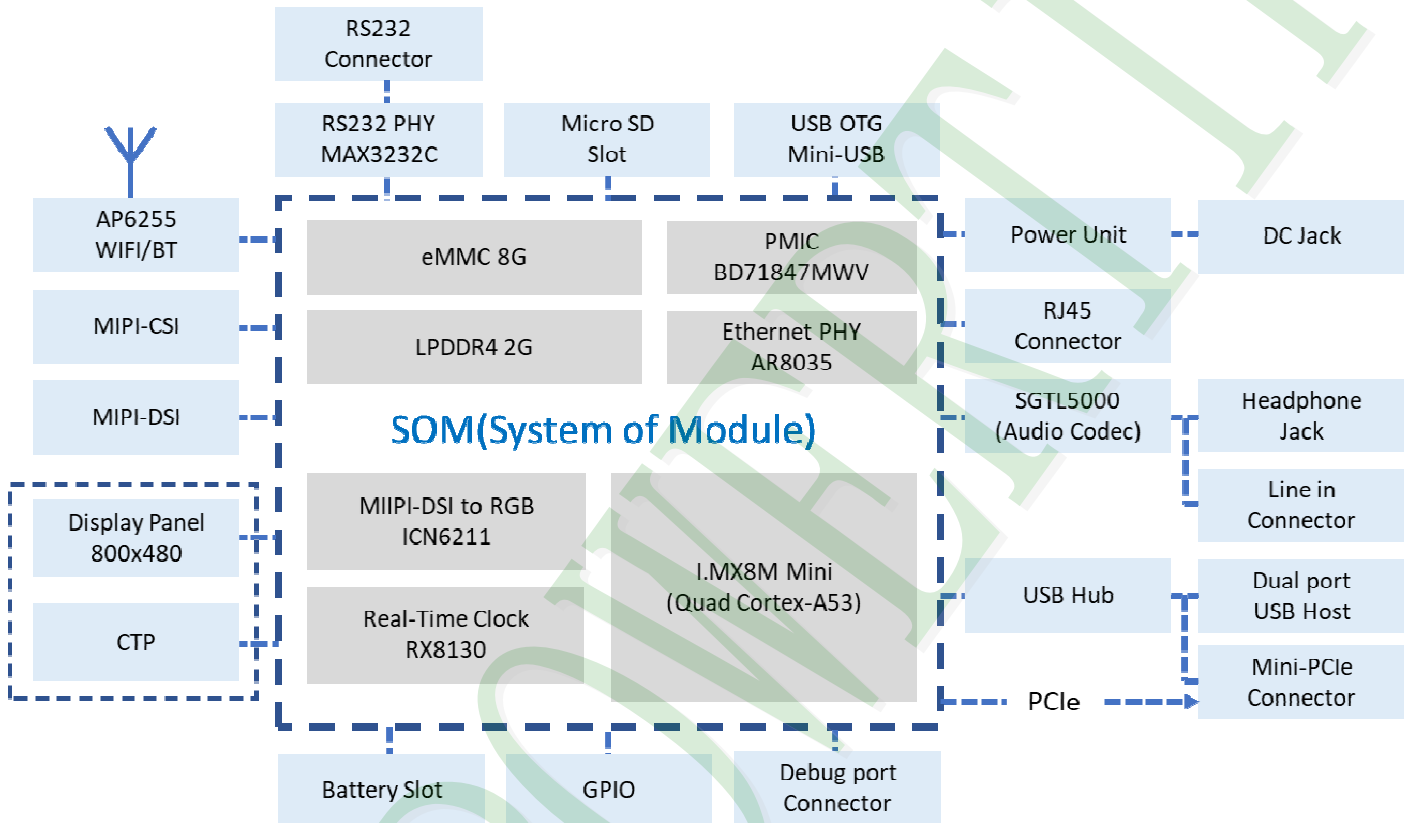 RS232
Connector
RS232 PHY
MAX3232C
Micro SD
Slot
USB OTG
Mini-USB
AP6255
WIFI/BT
MIPI-CSI
MIPI-DSI
Display Panel
800x480
CTP
eMMC 8G
PMIC
BD71847MWV
LPDDR4 2G
Ethernet PHY
AR8035
SOM(System of Module)
MIIPI-DSI to RGB
ICN6211
Real-Time Clock
RX8130
I.MX8M Mini
(Quad Cortex-A53)
Power Unit
DC Jack
RJ45
Connector
SGTL5000
(Audio Codec)
Headphone
Jack
Line in
Connector
USB Hub
Dual port
USB Host
Mini-PCIe
Connector
PCIe
Battery Slot
GPIO
Debug port
Connector
OWERTI